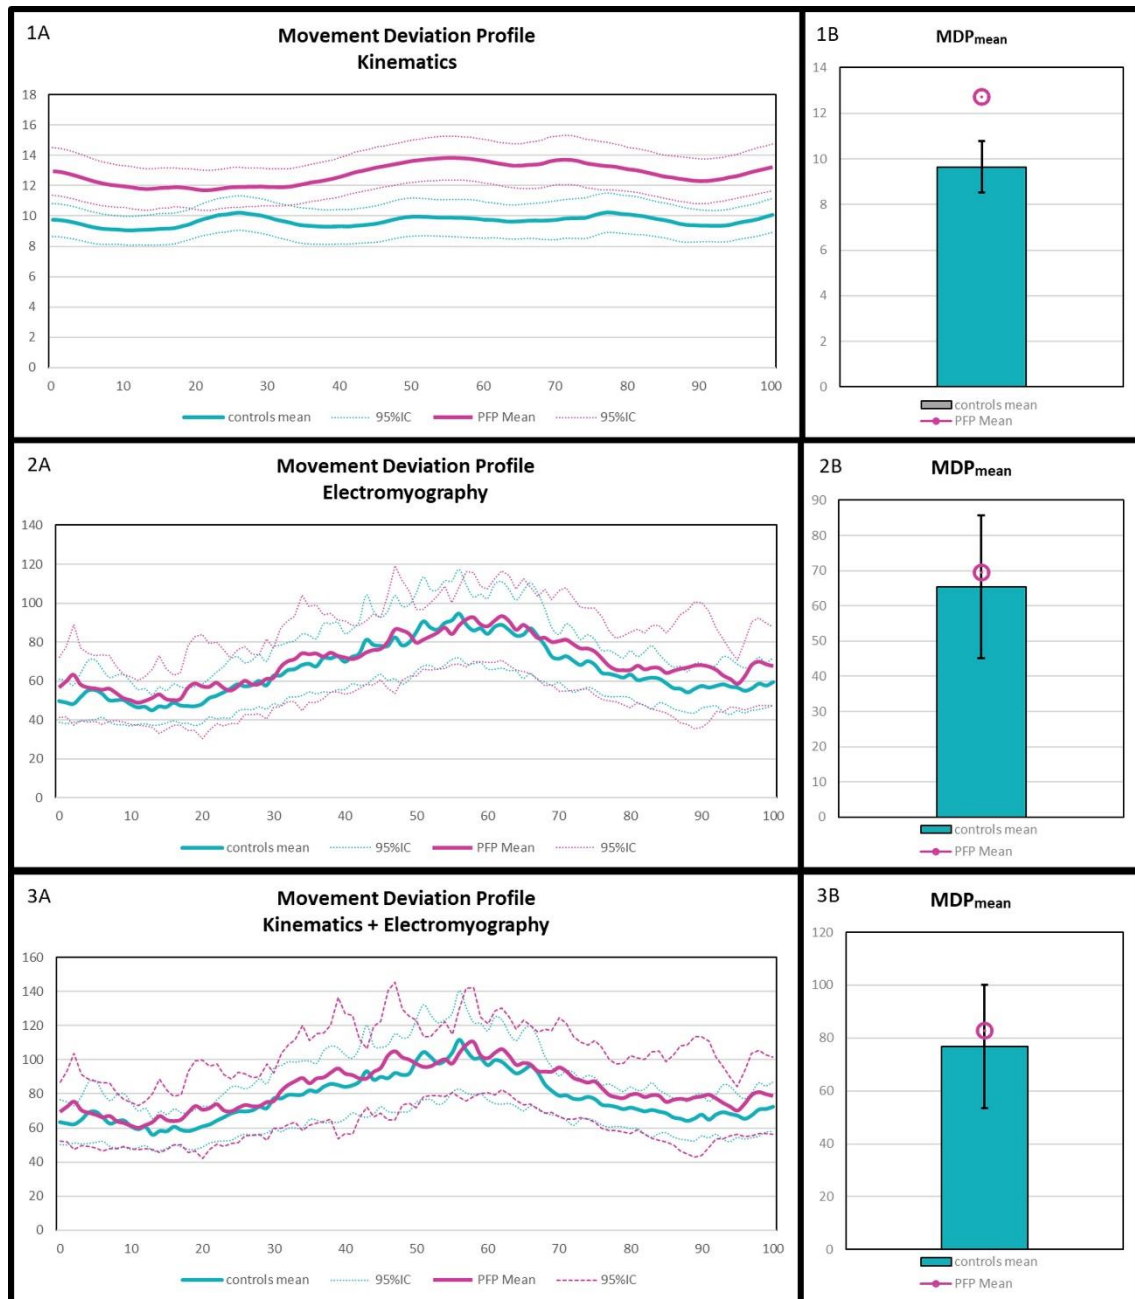 1A
Movement Deviation Profile
Kinematics
18
16
14
12
10
8
6
4
2
0
0 10 20 30 40 50 60 70 80 90 100
controls mean 95%IC PFP Mean 95%IC
1B
MDPmean
14
12
10
8
6
4
2
0
controls mean
PFP Mean
2A
Movement Deviation Profile
Electromyography
140
120
100
80
60
40
20
0
0 10 20 30 40 50 60 70 80 90 100
controls mean 95%IC PFP Mean 95%IC
2B
MDPmean
90
80
70
60
50
40
30
20
10
0
controls mean
PFP Mean
3A
Movement Deviation Profile
Kinematics + Electromyography
160
140
120
100
80
60
40
20
0
0 10 20 30 40 50 60 70 80 90 100
controls mean 95%IC PFP Mean 95%IC
3B
MDPmean
120
100
80
60
40
20
0
controls mean
PFP Mean